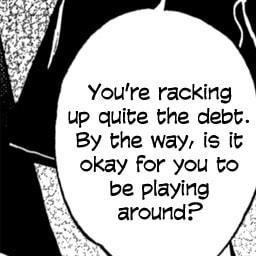 You're racking
up quite the debt.
By the way, is it
okay for you to
be playing
around?